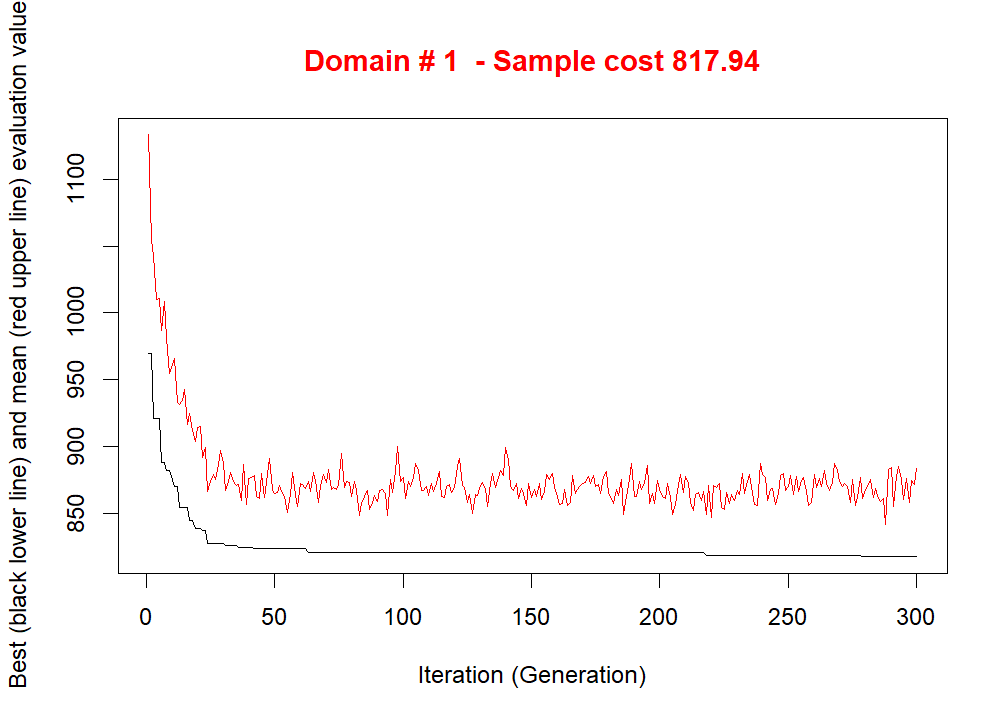 Domain # 1  - Sample cost 817.94
Best (black lower line) and mean (red upper line) evaluation value
1100
1000
950
900
850
0 50 100 150 200 250 300
Iteration (Generation)